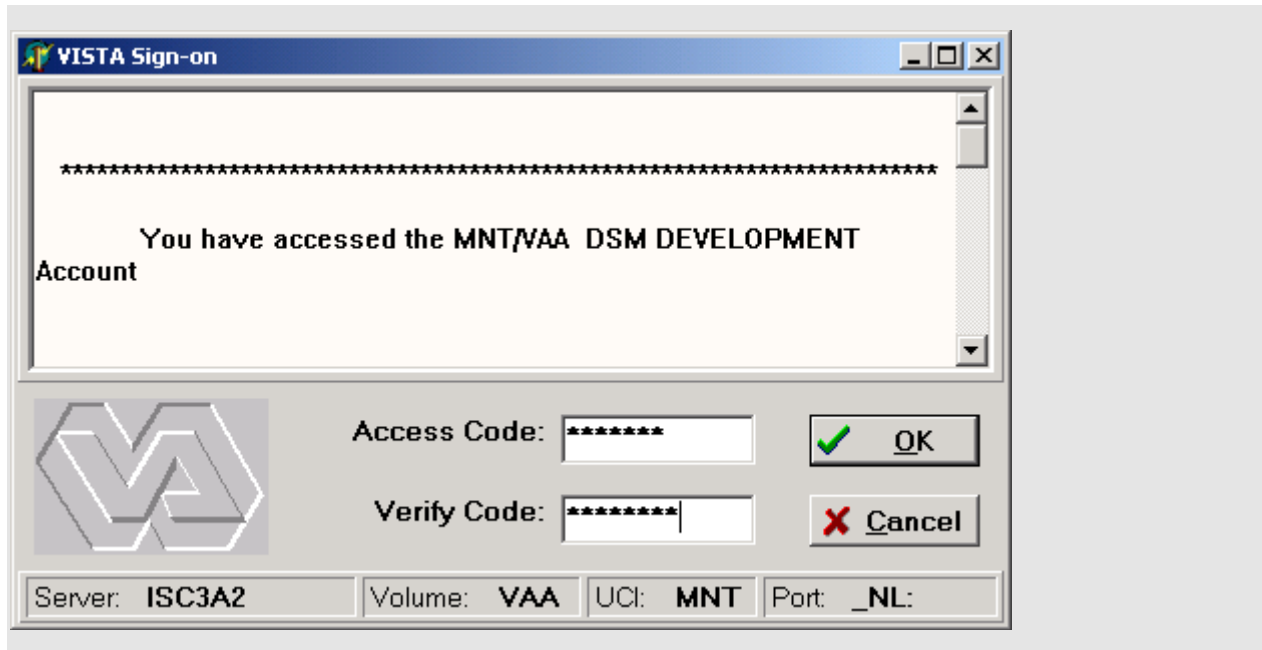 VISTA Sign-on
************************************************************************
You have accessed the MNT/VAA DSM DEVELOPMENT
Account
Access Code: *******
OK
Verify Code: ********
Cancel
VA
Server: ISC3A2 Volume: VAA UCI: MNT Port: _NL: